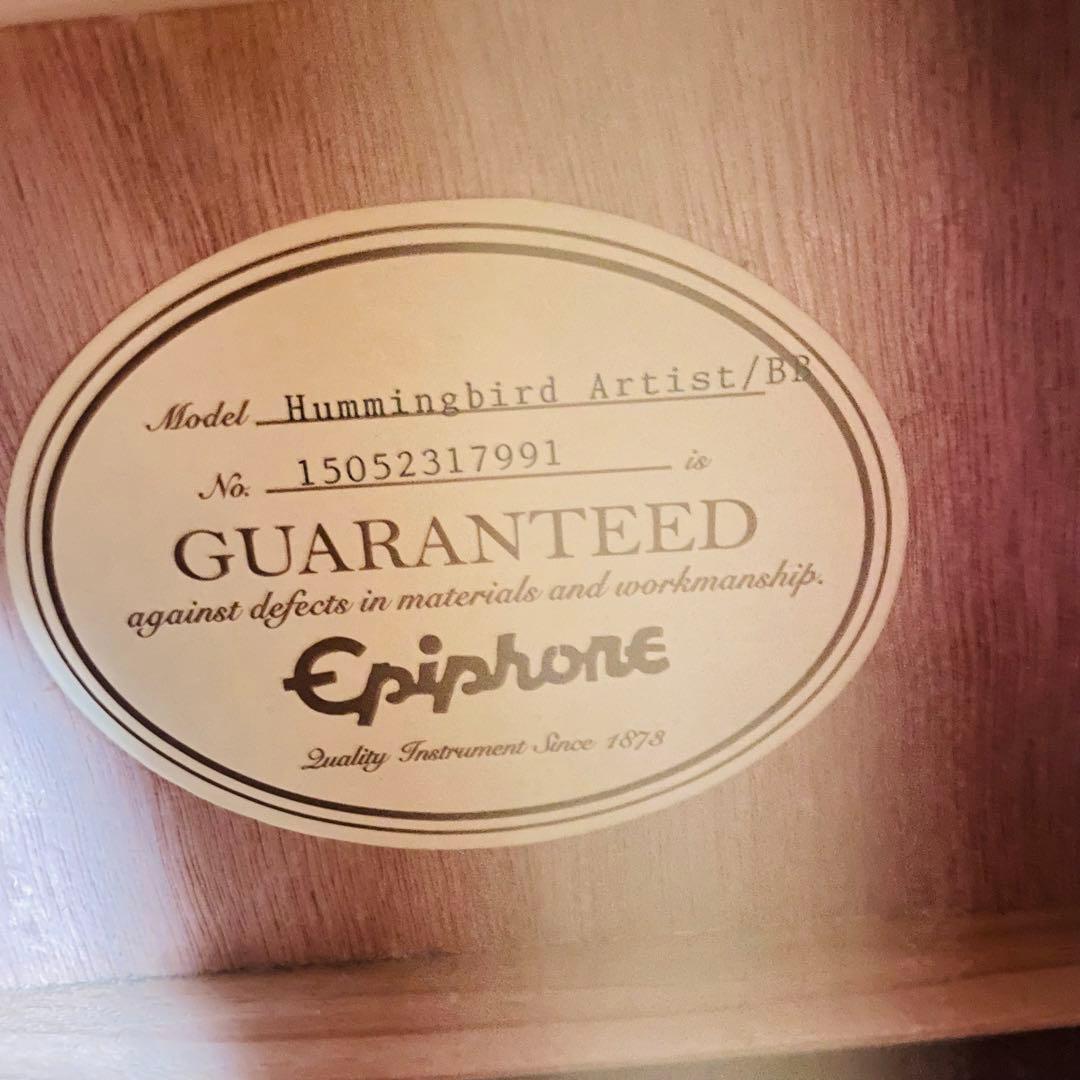 Model Hummingbird Artist/BB
No. 15052317991 is
GUARANTEED
against defects in materials and workmanship.
Epiphone
Quality Instrument Since 1873